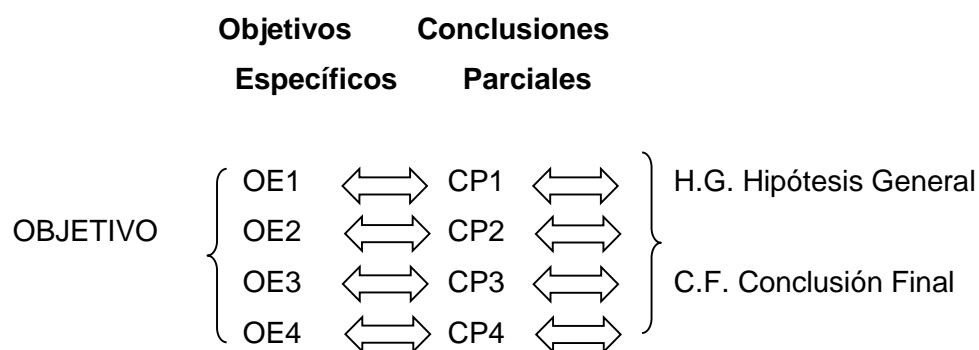 Objetivos Conclusiones
Específicos Parciales
OE1 CP1 H.G. Hipótesis General
OBJETIVO OE2 CP2
OE3 CP3 C.F. Conclusión Final
OE4 CP4